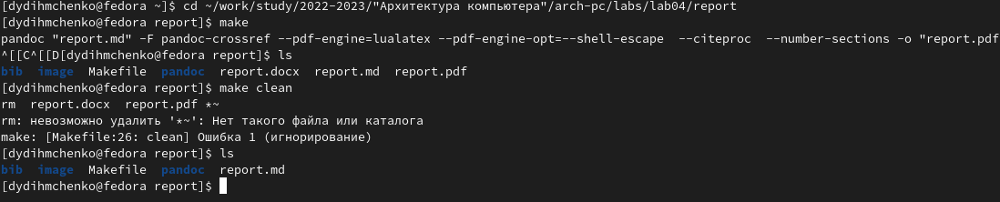 [dydihmchenko@fedora ~]$ cd ~/work/study/2022-2023/"Архитектура компьютера"/arch-pc/labs/lab04/report
[dydihmchenko@fedora report]$ make
pandoc "report.md" -F pandoc-crossref --pdf-engine=lualatex --pdf-engine-opt=--shell-escape  --citeproc  --number-sections -o "report.pdf
^[[C^[[D[dydihmchenko@fedora report]$ ls
bib  image  Makefile  pandoc  report.docx  report.md  report.pdf
[dydihmchenko@fedora report]$ make clean
rm  report.docx  report.pdf *~
rm: невозможно удалить '*~': Нет такого файла или каталога
make: [Makefile:26: clean] Ошибка 1 (игнорирование)
[dydihmchenko@fedora report]$ ls
bib  image  Makefile  pandoc  report.md
[dydihmchenko@fedora report]$